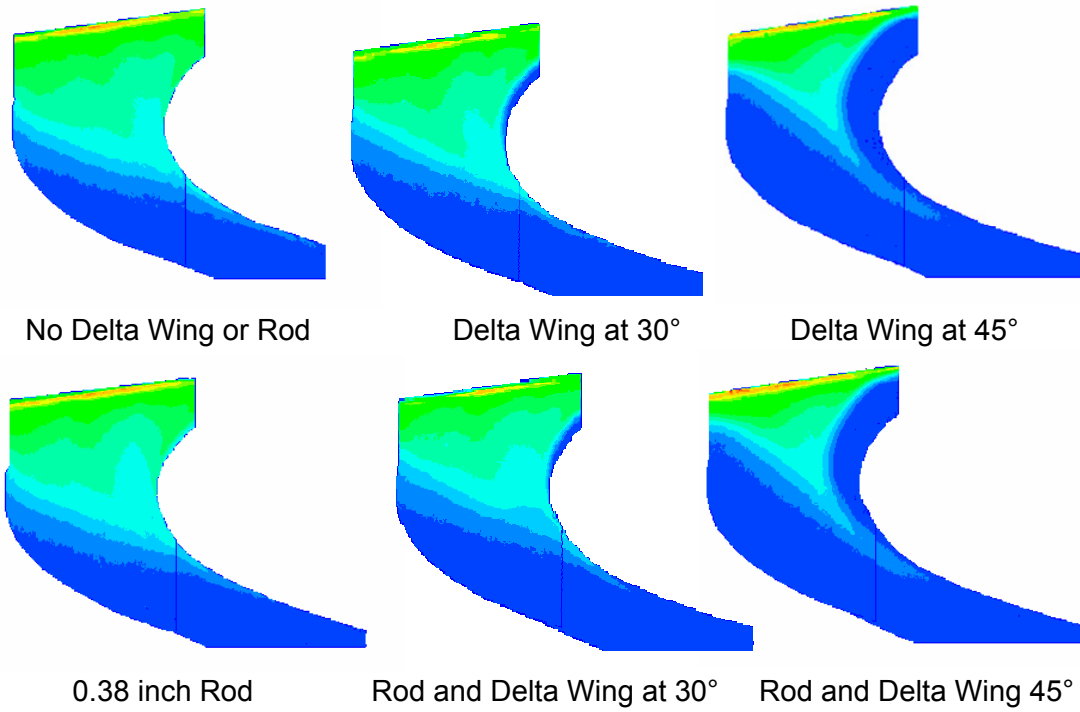 No Delta Wing or Rod
Delta Wing at 30°
Delta Wing at 45°
0.38 inch Rod
Rod and Delta Wing at 30°
Rod and Delta Wing 45°